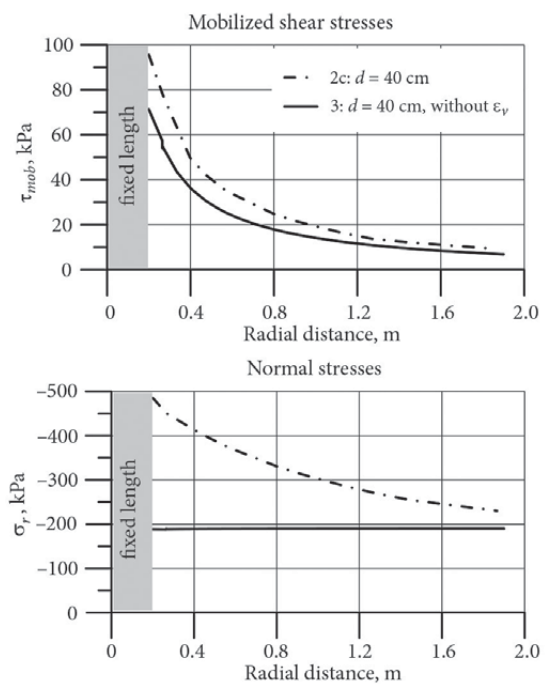 Mobilized shear stresses
τmob, kPa
100
80
60
40
20
0
fixed length
2c: d = 40 cm
3: d = 40 cm, without εv
0 0.4 0.8 1.2 1.6 2.0
Radial distance, m
Normal stresses
σr, kPa
–500
–400
–300
–200
–100
0
fixed length
0 0.4 0.8 1.2 1.6 2.0
Radial distance, m